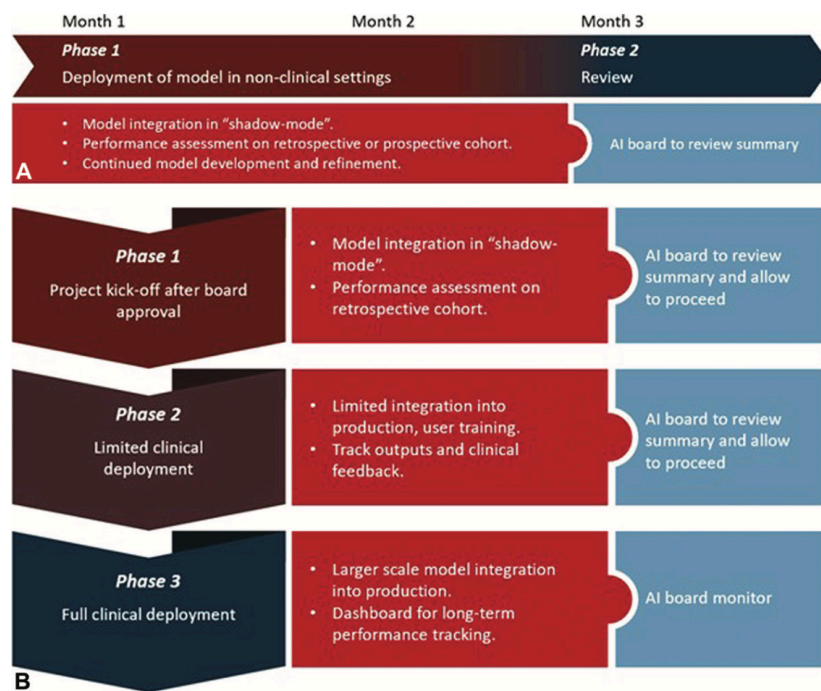 Month 1 Month 2 Month 3
Phase 1
Deployment of model in non-clinical settings
Phase 2
Review
• Model integration in “shadow-mode”.
• Performance assessment on retrospective or prospective cohort.
• Continued model development and refinement.
AI board to review summary
A
Phase 1
Project kick-off after board
approval
• Model integration in “shadow-
mode”.
• Performance assessment on
retrospective cohort.
AI board to review
summary and allow
to proceed
Phase 2
Limited clinical
deployment
• Limited integration into
production, user training.
• Track outputs and clinical
feedback.
AI board to review
summary and allow
to proceed
Phase 3
Full clinical deployment
• Larger scale model integration
into production.
• Dashboard for long-term
performance tracking.
AI board monitor
B